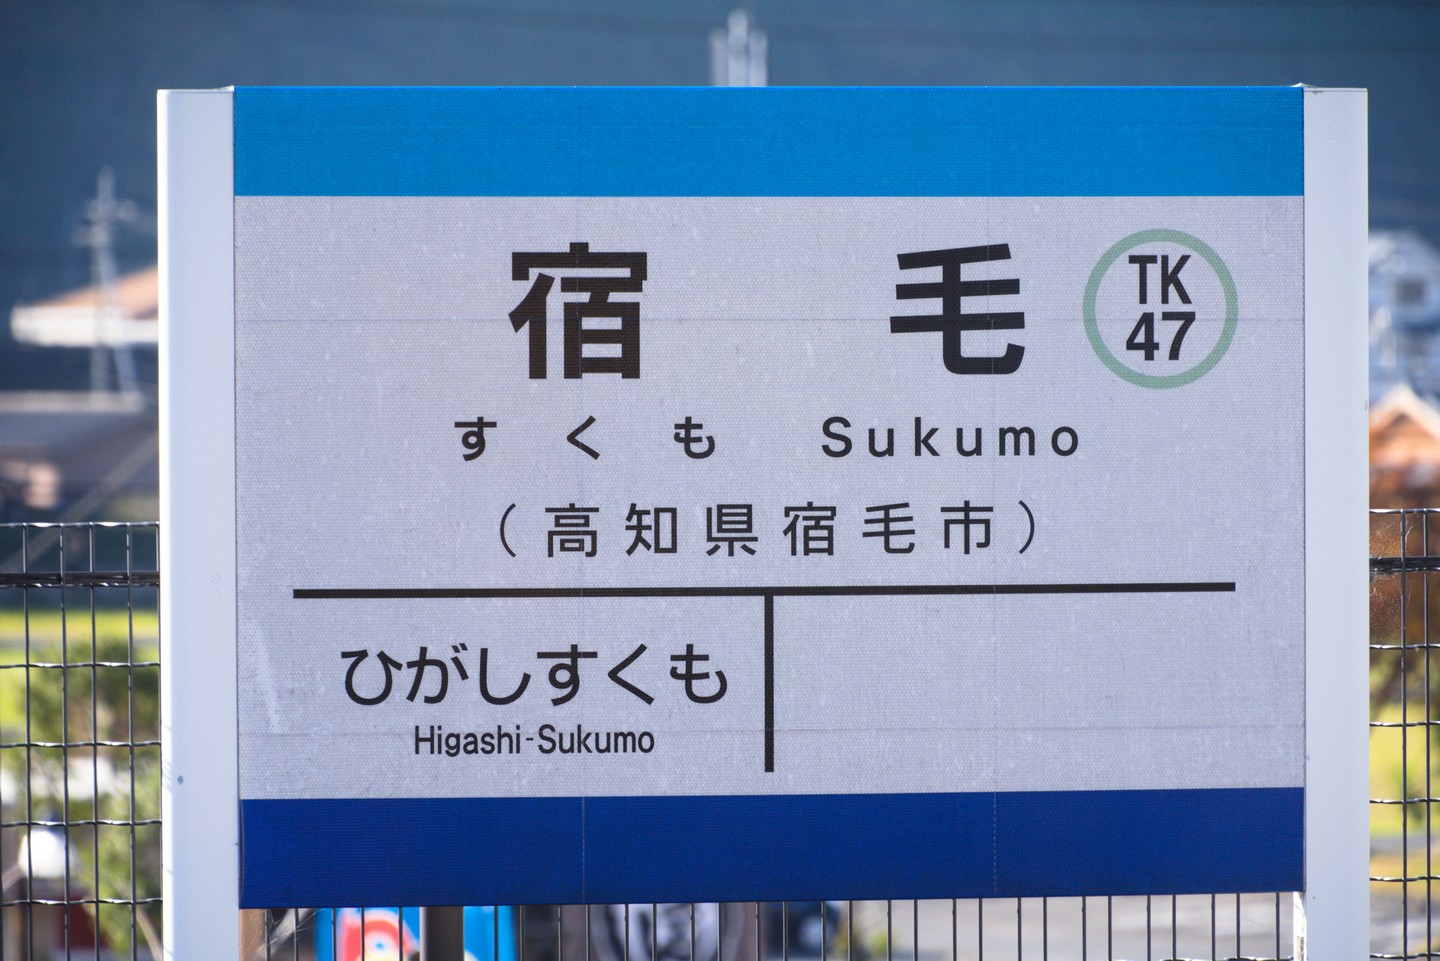 宿毛
TK
47
すくも Sukumo
（高知県宿毛市）
ひがしすくも
Higashi-Sukumo